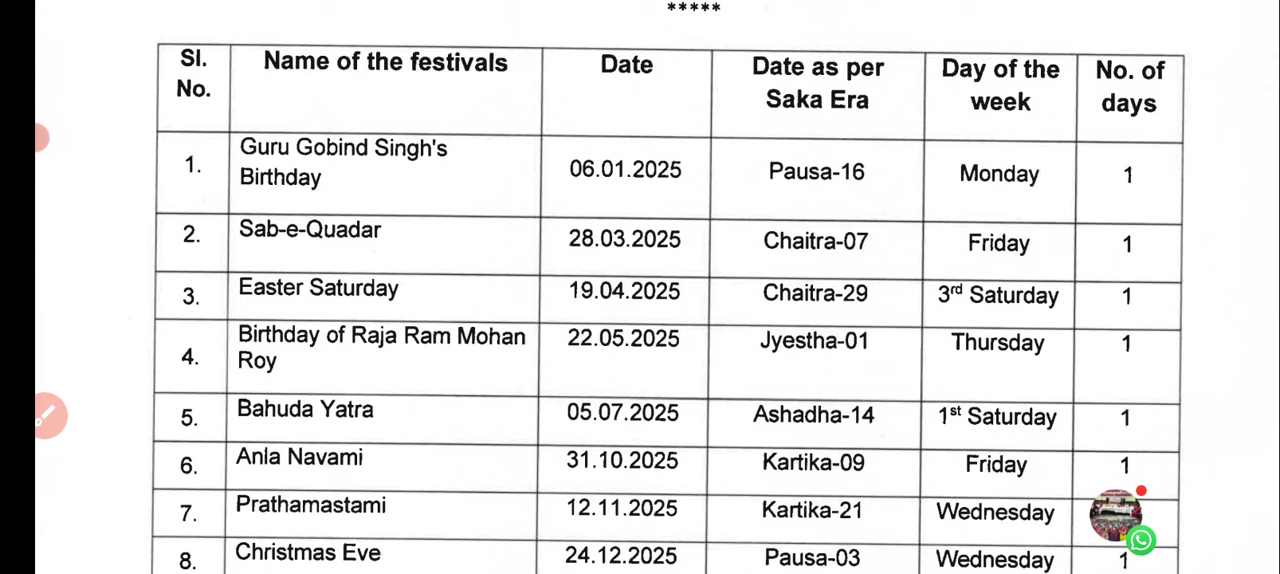 *****
Sl. No. Name of the festivals Date Date as per Saka Era Day of the week No. of days
1. Guru Gobind Singh's Birthday 06.01.2025 Pausa-16 Monday 1
2. Sab-e-Quadar 28.03.2025 Chaitra-07 Friday 1
3. Easter Saturday 19.04.2025 Chaitra-29 3rd Saturday 1
4. Birthday of Raja Ram Mohan Roy 22.05.2025 Jyestha-01 Thursday 1
5. Bahuda Yatra 05.07.2025 Ashadha-14 1st Saturday 1
6. Anla Navami 31.10.2025 Kartika-09 Friday 1
7. Prathamastami 12.11.2025 Kartika-21 Wednesday
8. Christmas Eve 24.12.2025 Pausa-03 Wednesday 1